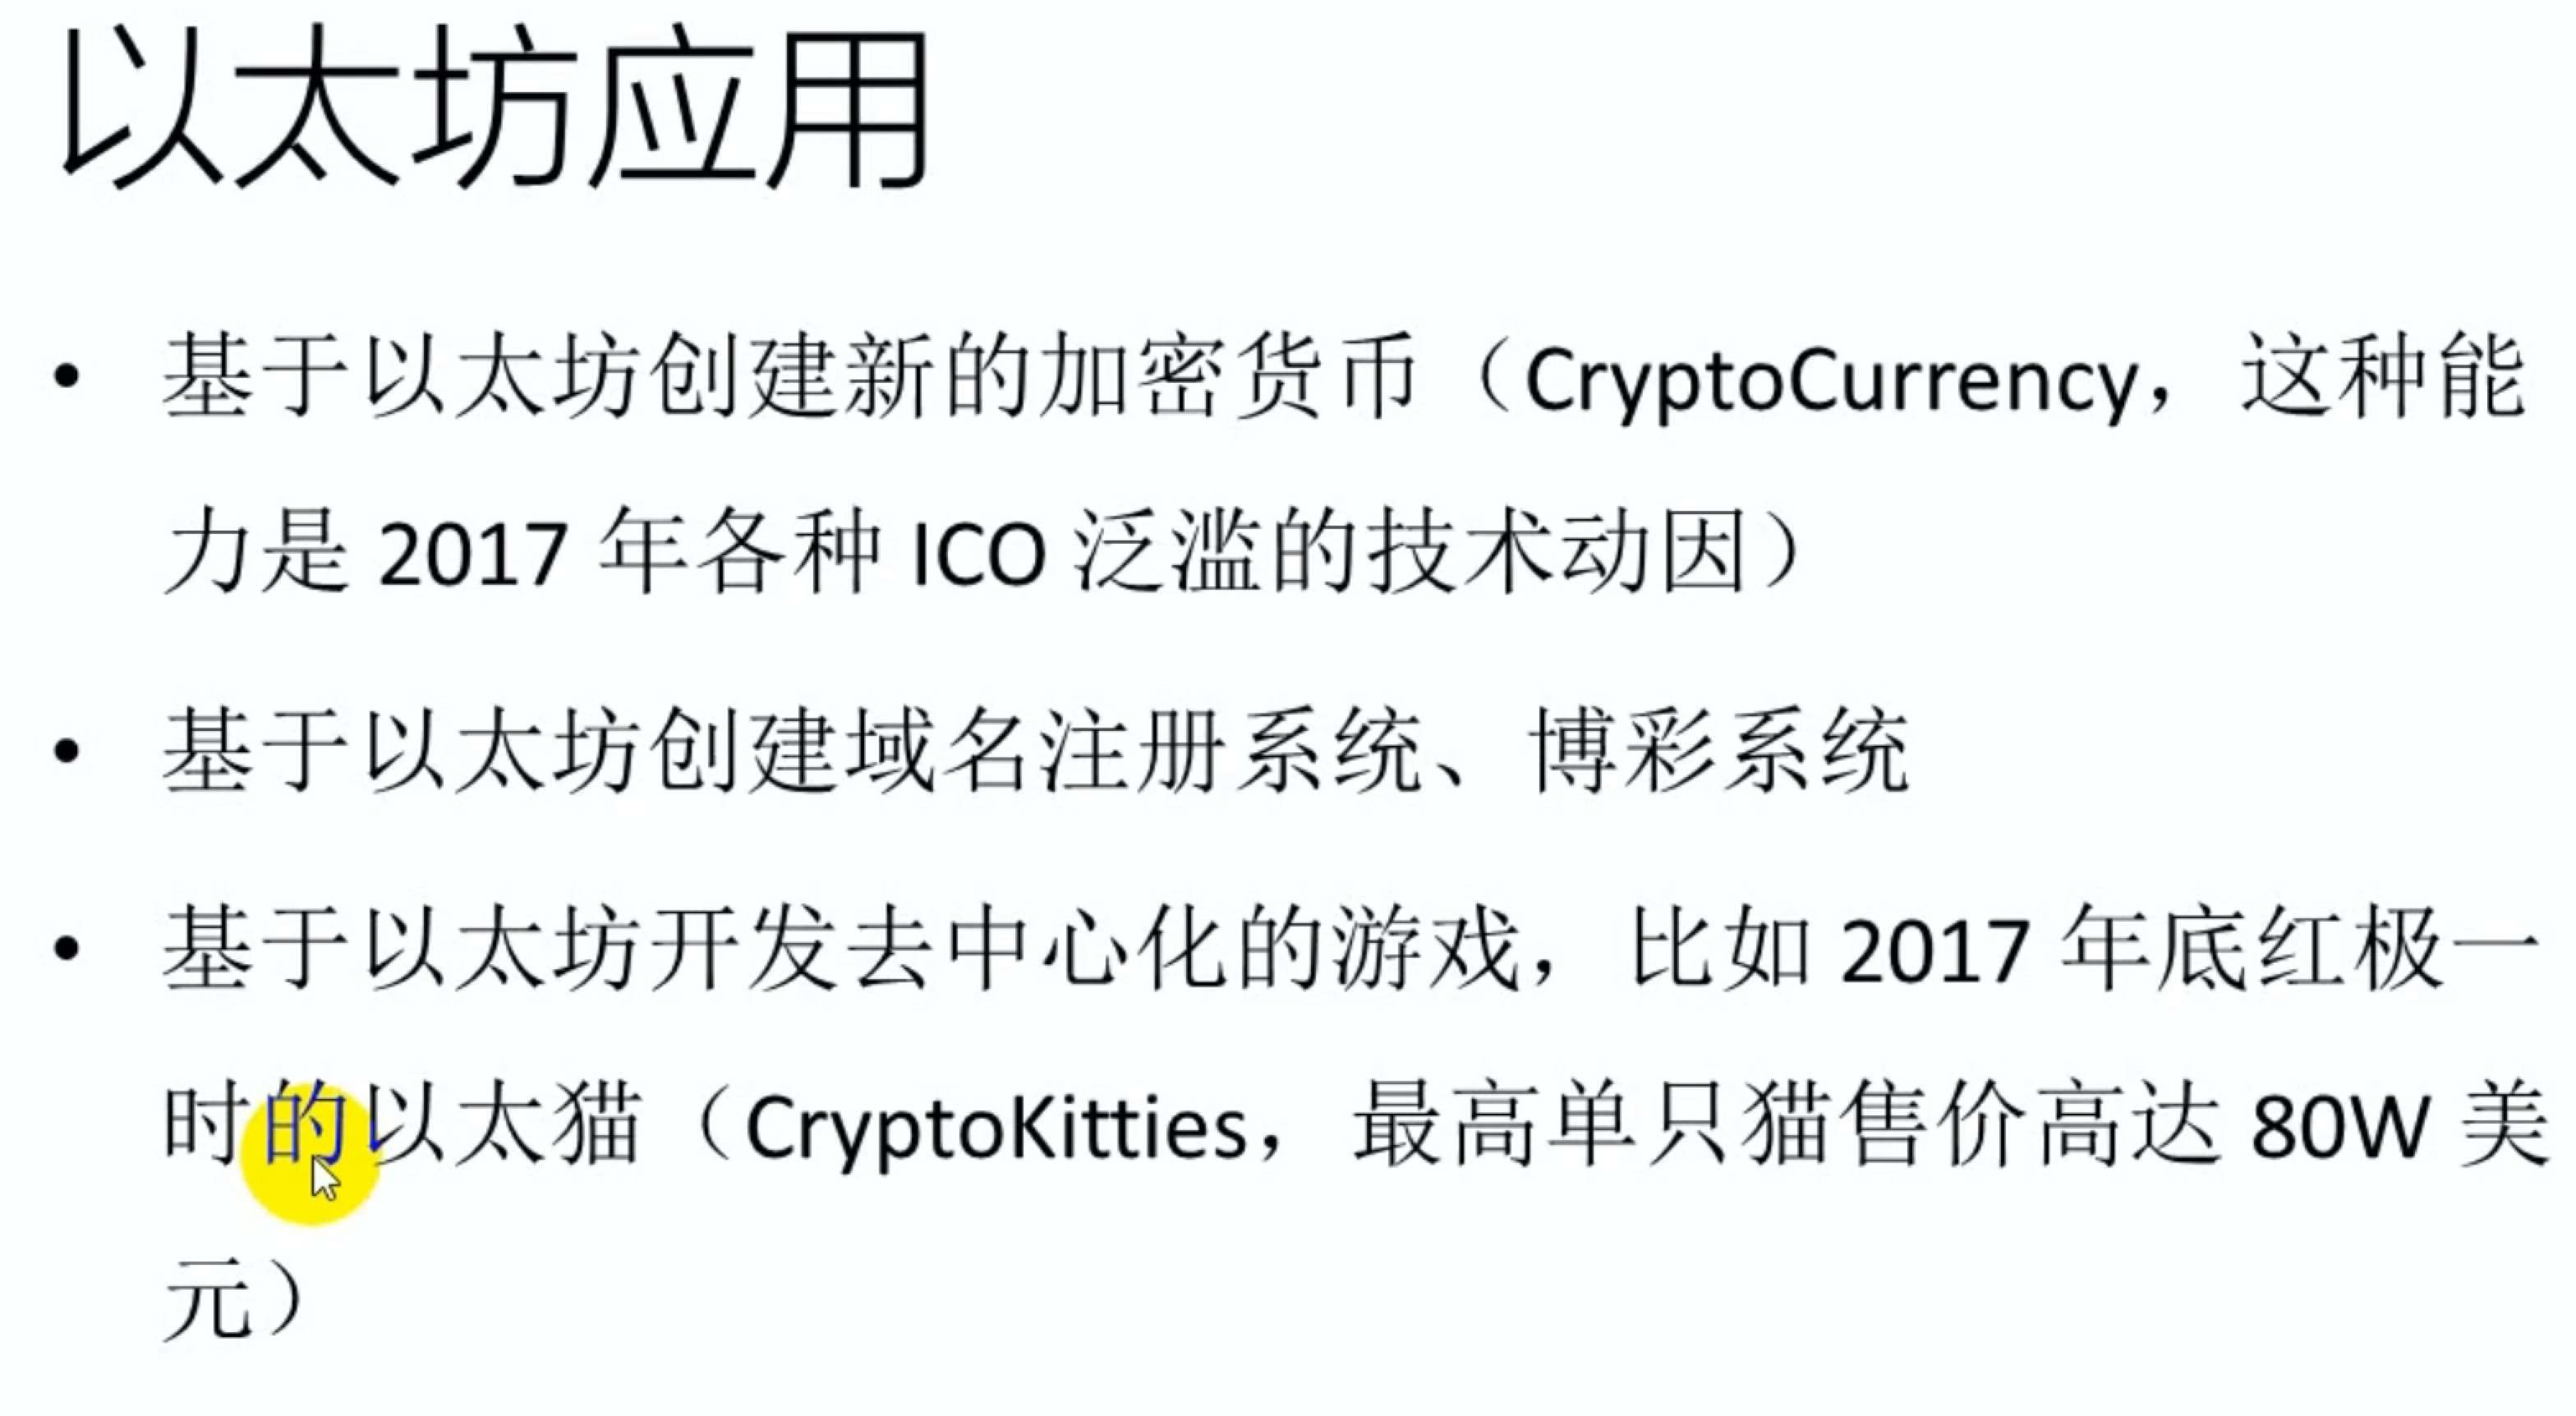 以太坊应用
• 基于以太坊创建新的加密货币（CryptoCurrency，这种能
力是 2017 年各种 ICO 泛滥的技术动因）
• 基于以太坊创建域名注册系统、博彩系统
• 基于以太坊开发去中心化的游戏，比如 2017 年底红极一
时的以太猫（CryptoKitties，最高单只猫售价高达 80W 美
元）